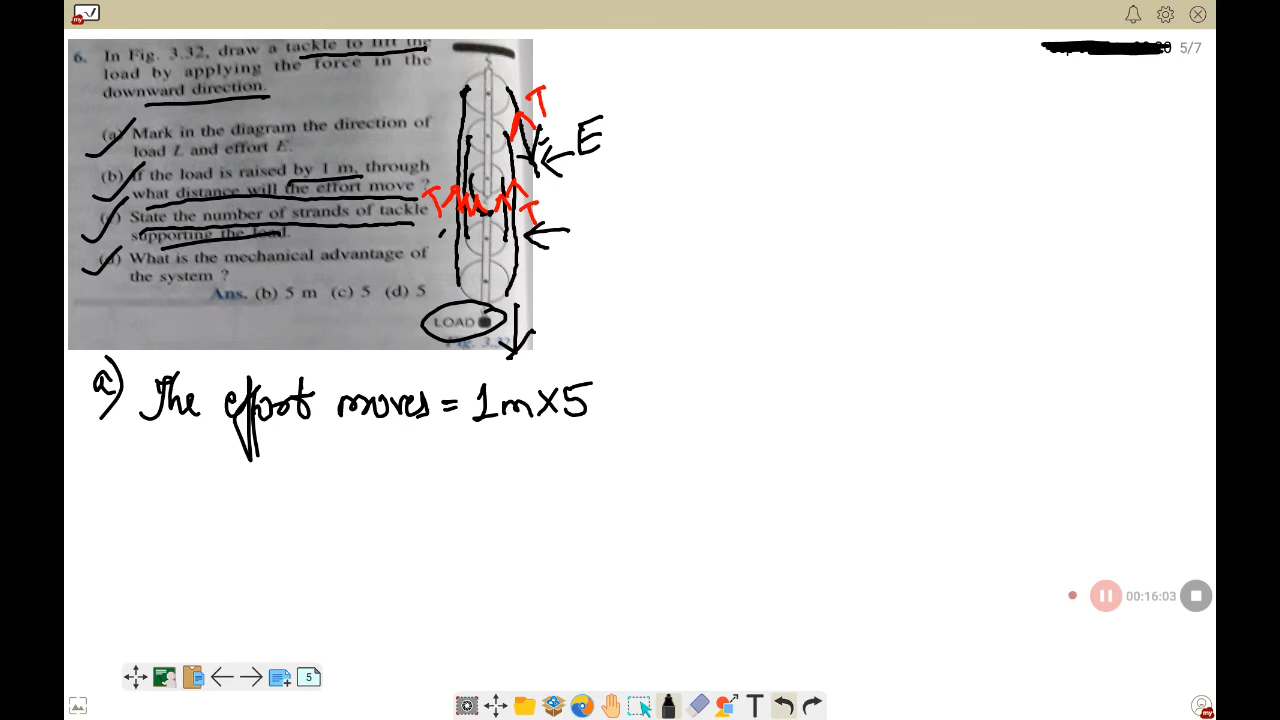 5/7
6. In Fig. 3.32, draw a tackle to lift the
load by applying the force in the
downward direction.
(a) Mark in the diagram the direction of
load L and effort E.
(b) If the load is raised by 1 m, through
what distance will the effort move ?
(c) State the number of strands of tackle
supporting the load.
(d) What is the mechanical advantage of
the system ?
Ans. (b) 5 m (c) 5 (d) 5
T
E
T
T
LOAD
Fig. 3.32
a) The effort moves = 1m×5
00:16:03
5
T